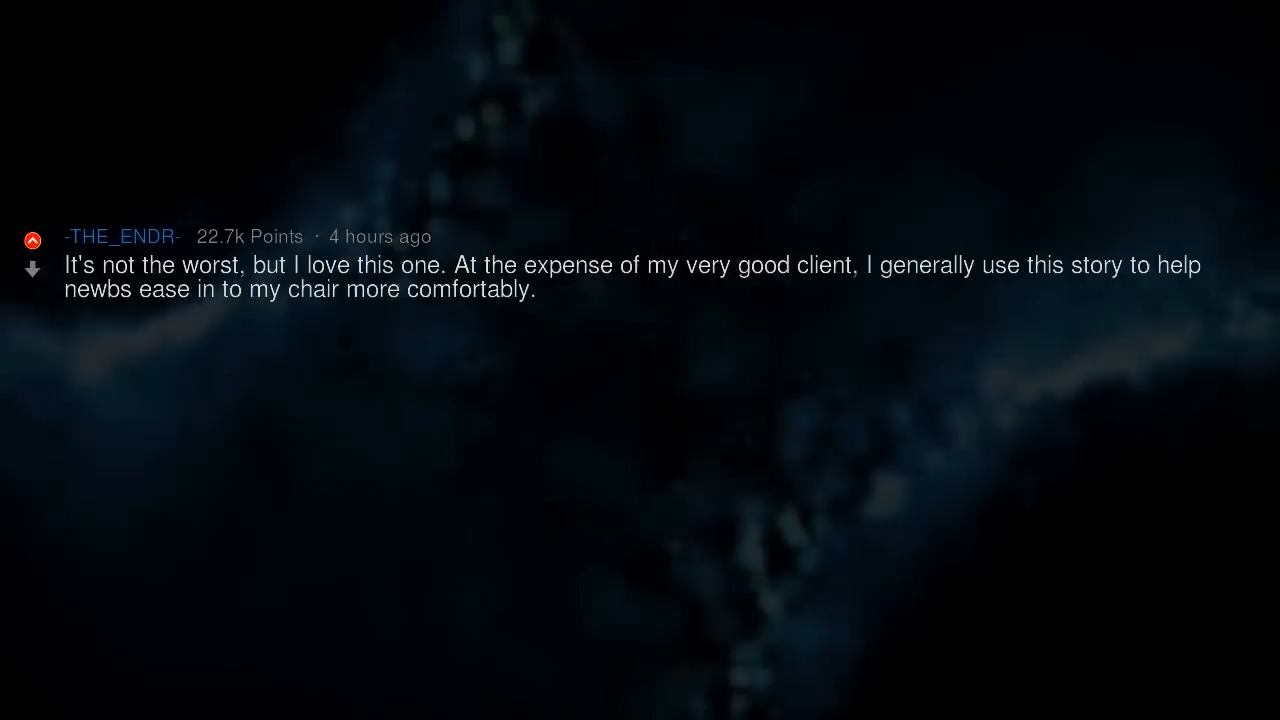 -THE_ENDR- 22.7k Points · 4 hours ago
It's not the worst, but I love this one. At the expense of my very good client, I generally use this story to help
newbs ease in to my chair more comfortably.